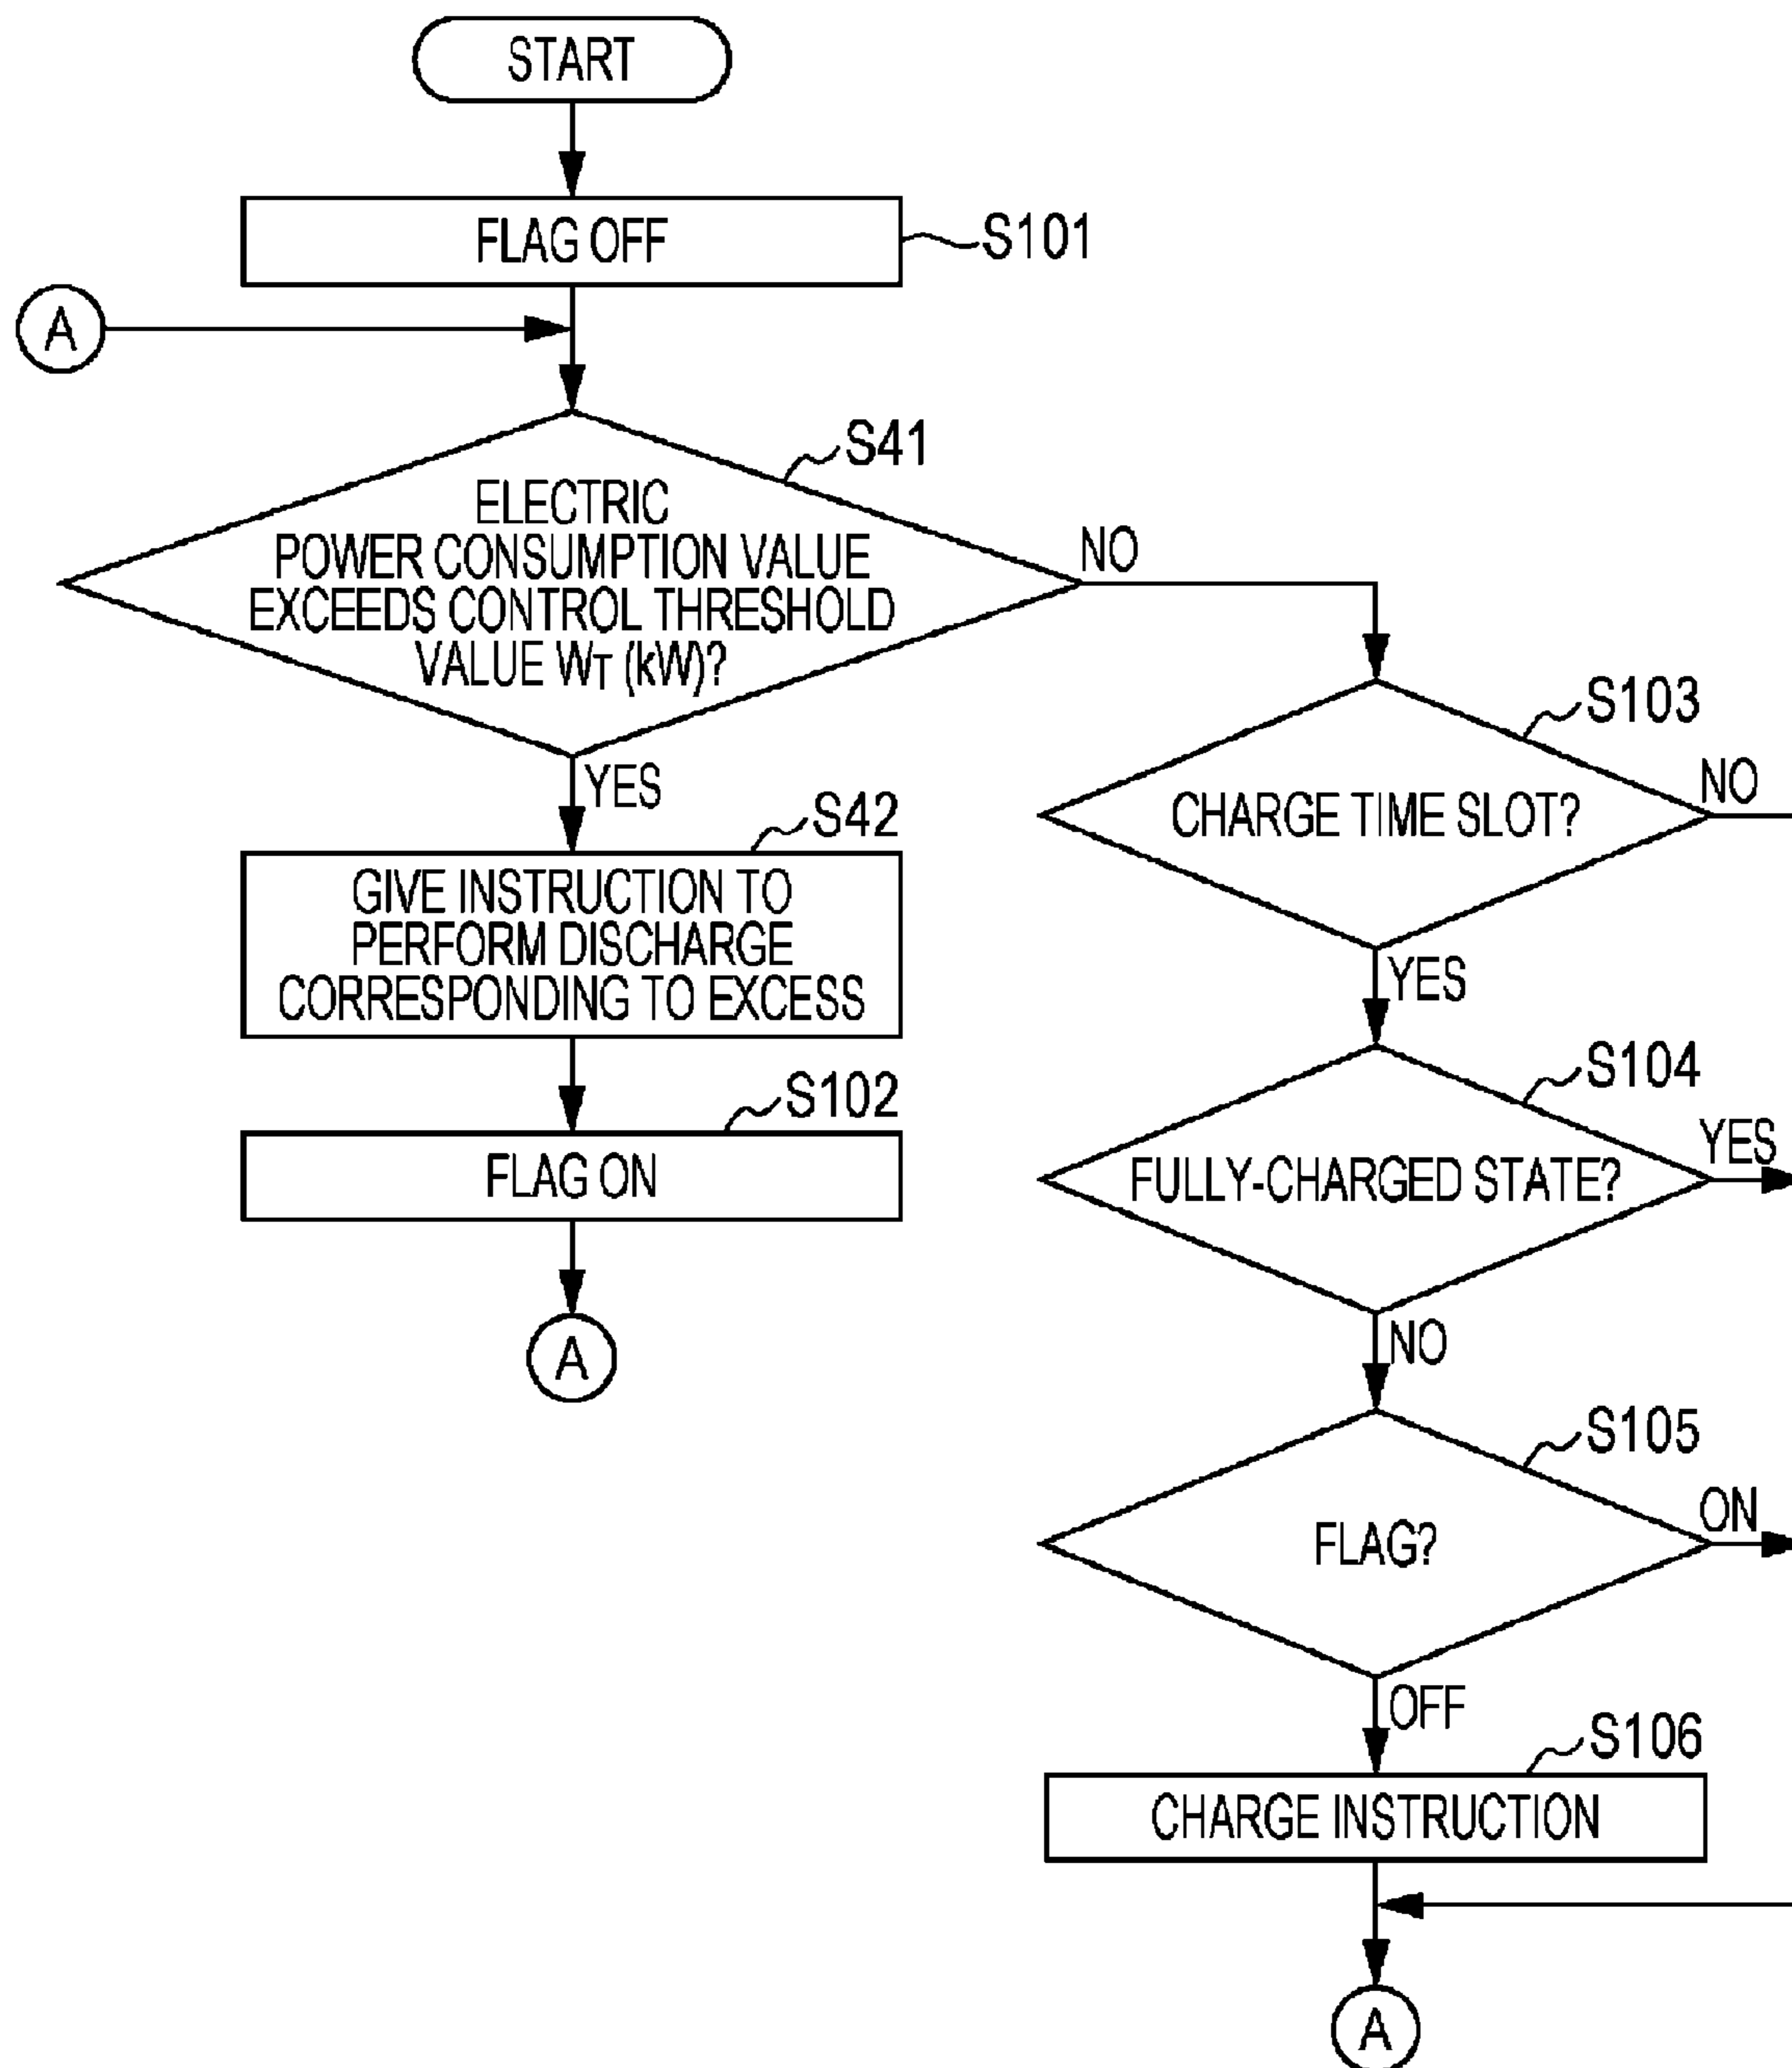 START
FLAG OFF
S101
A
S41
ELECTRIC
POWER CONSUMPTION VALUE
EXCEEDS CONTROL THRESHOLD
VALUE WT (kW)?
NO
YES
S42
GIVE INSTRUCTION TO
PERFORM DISCHARGE
CORRESPONDING TO EXCESS
S102
FLAG ON
A
S103
CHARGE TIME SLOT?
NO
YES
S104
FULLY-CHARGED STATE?
YES
NO
S105
FLAG?
ON
OFF
S106
CHARGE INSTRUCTION
A